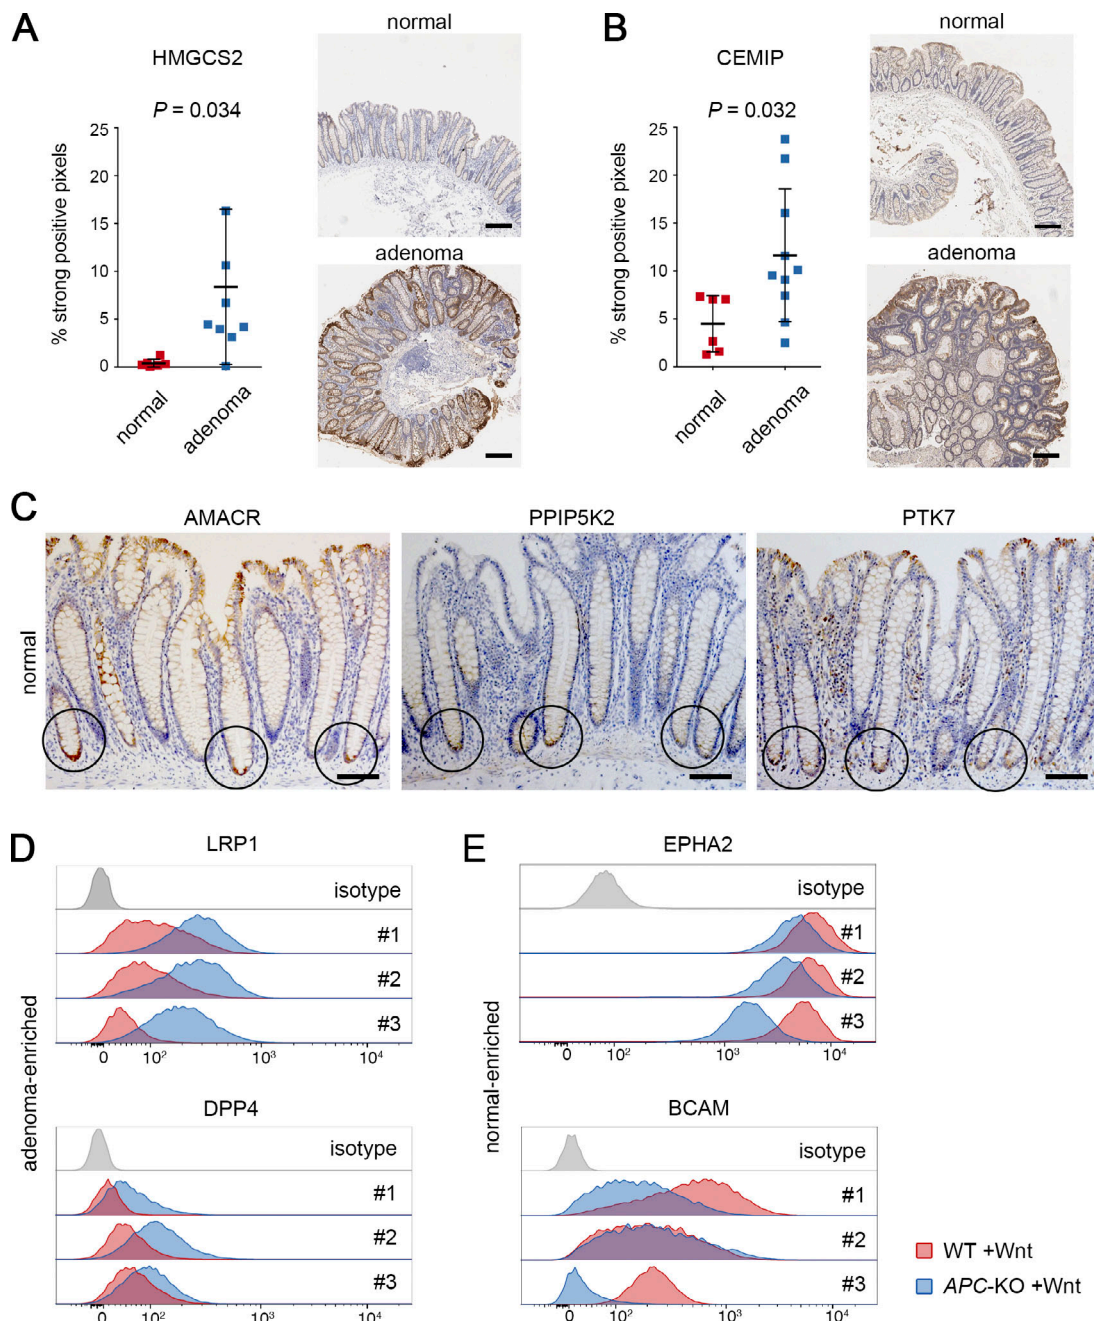 A
HMGCS2
P = 0.034
% strong positive pixels
25
20
15
10
5
0
normal
adenoma
normal
adenoma
B
CEMIP
P = 0.032
% strong positive pixels
25
20
15
10
5
0
normal
adenoma
normal
adenoma
C
AMACR
PPIP5K2
PTK7
normal
D
adenoma-enriched
LRP1
isotype
#1
#2
#3
0 10² 10³ 10⁴
DPP4
isotype
#1
#2
#3
0 10² 10³ 10⁴
E
normal-enriched
EPHA2
isotype
#1
#2
#3
0 10² 10³ 10⁴
BCAM
isotype
#1
#2
#3
0 10² 10³ 10⁴
WT +Wnt
APC-KO +Wnt